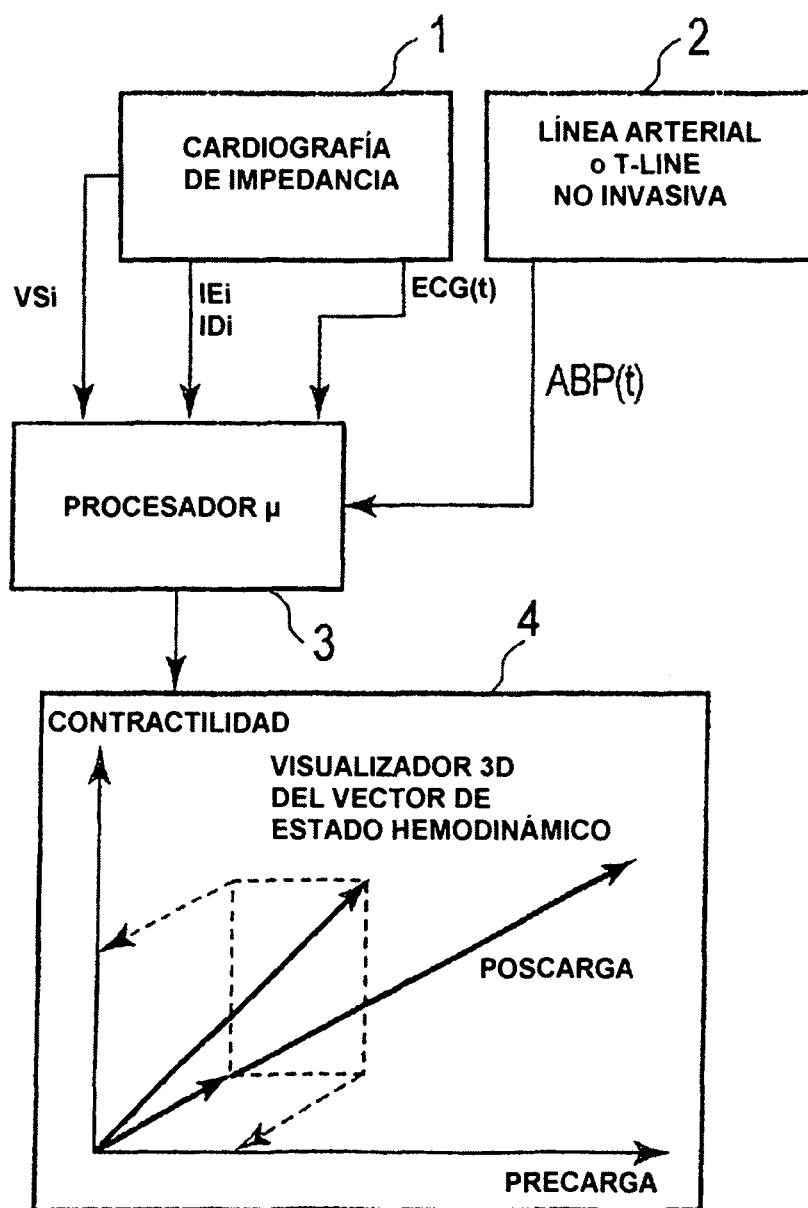 1
2
CARDIOGRAFÍA
DE IMPEDANCIA
LÍNEA ARTERIAL
o T-LINE
NO INVASIVA
VSi
IEi
IDi
ECG(t)
ABP(t)
PROCESADOR µ
3
4
CONTRACTILIDAD
VISUALIZADOR 3D
DEL VECTOR DE
ESTADO HEMODINÁMICO
POSCARGA
PRECARGA